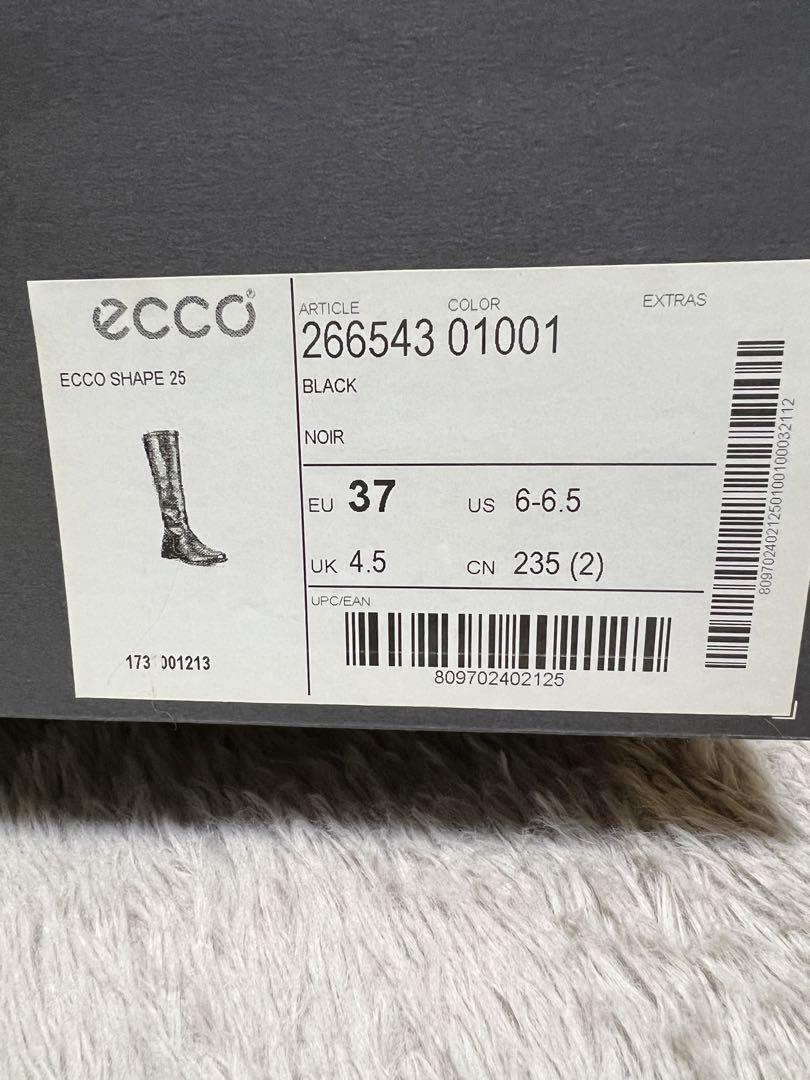 ecco®
ECCO SHAPE 25
173 001213
ARTICLE COLOR EXTRAS
266543 01001
BLACK
NOIR
EU 37 US 6-6.5
UK 4.5 CN 235 (2)
UPC/EAN
809702402125
8097024021250100100032112